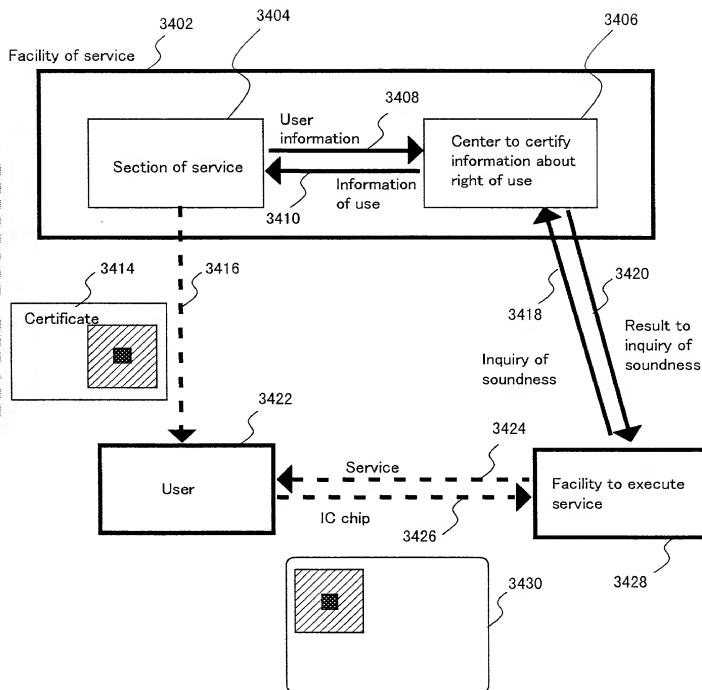 3402
3404
3406
Facility of service
User
information
3408
Section of service
Center to certify
information about
right of use
Information
of use
3410
3414
3416
Certificate
3418
3420
Inquiry of
soundness
Result to
inquiry of
soundness
3422
3424
User
Service
IC chip
3426
Facility to execute
service
3428
3430